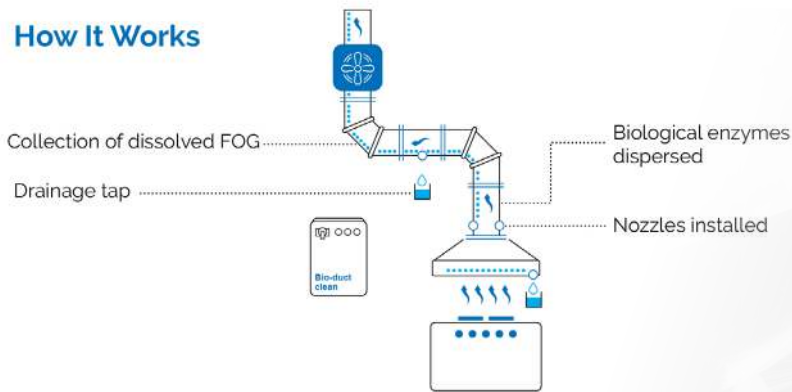 How It Works
Collection of dissolved FOG
Drainage tap
Biological enzymes
dispersed
Nozzles installed
Bio-duct
clean